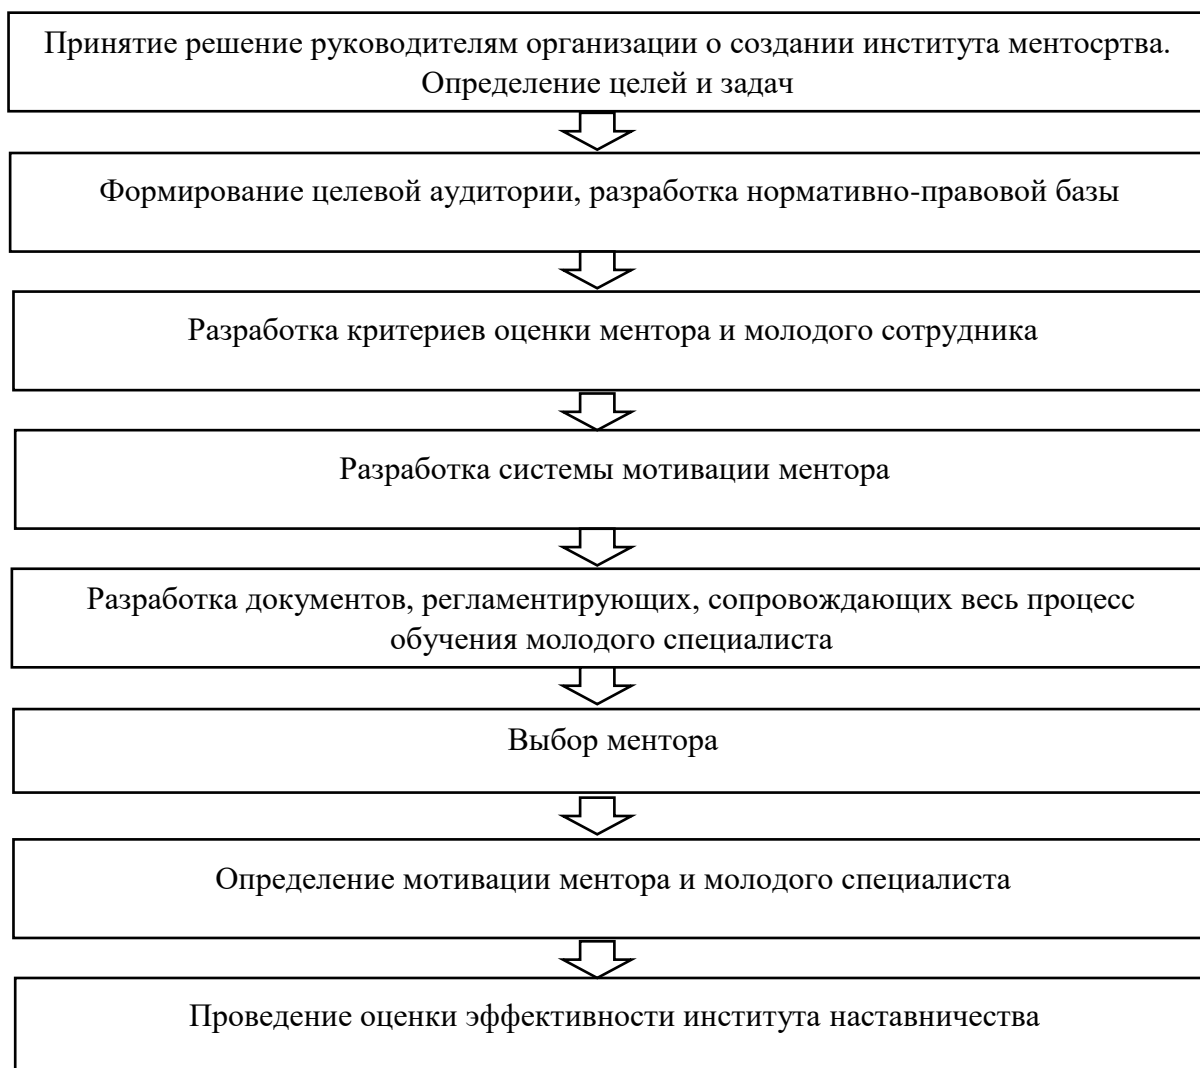 Принятие решение руководителям организации о создании института ментосртва.
Определение целей и задач
Формирование целевой аудитории, разработка нормативно-правовой базы
Разработка критериев оценки ментора и молодого сотрудника
Разработка системы мотивации ментора
Разработка документов, регламентирующих, сопровождающих весь процесс
обучения молодого специалиста
Выбор ментора
Определение мотивации ментора и молодого специалиста
Проведение оценки эффективности института наставничества